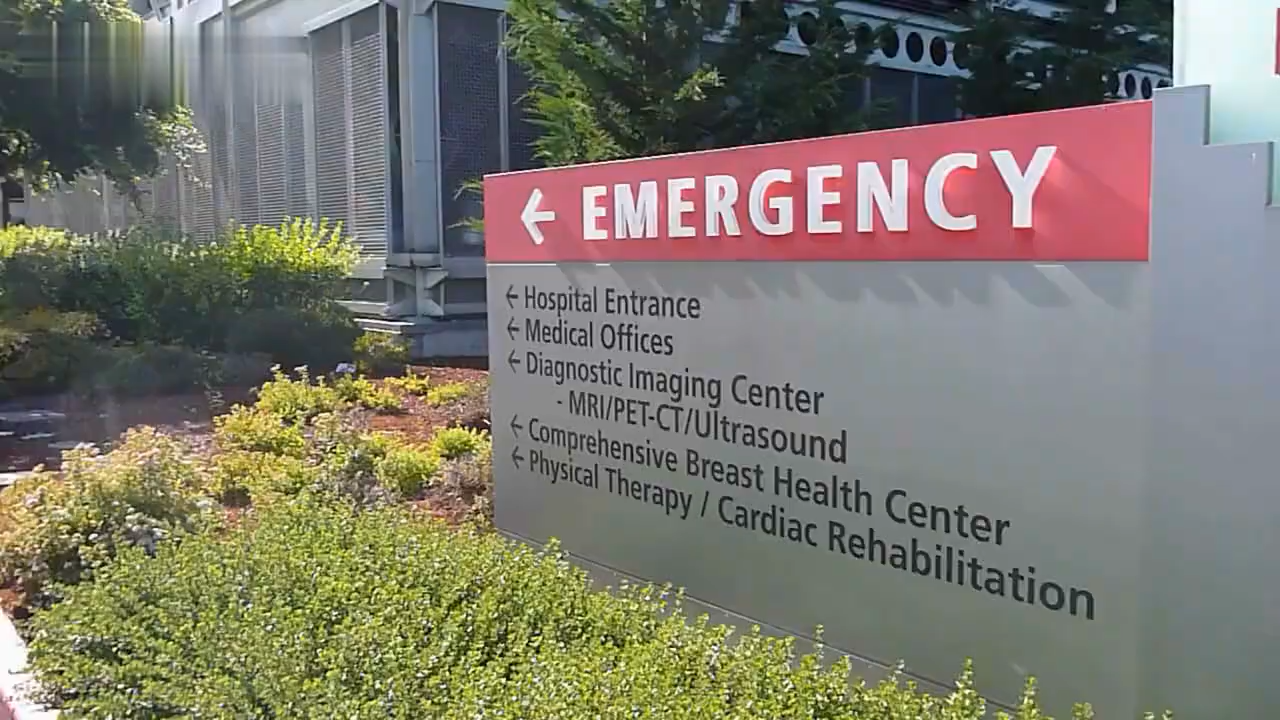 ← EMERGENCY
← Hospital Entrance
← Medical Offices
← Diagnostic Imaging Center
- MRI/PET-CT/Ultrasound
← Comprehensive Breast Health Center
← Physical Therapy / Cardiac Rehabilitation